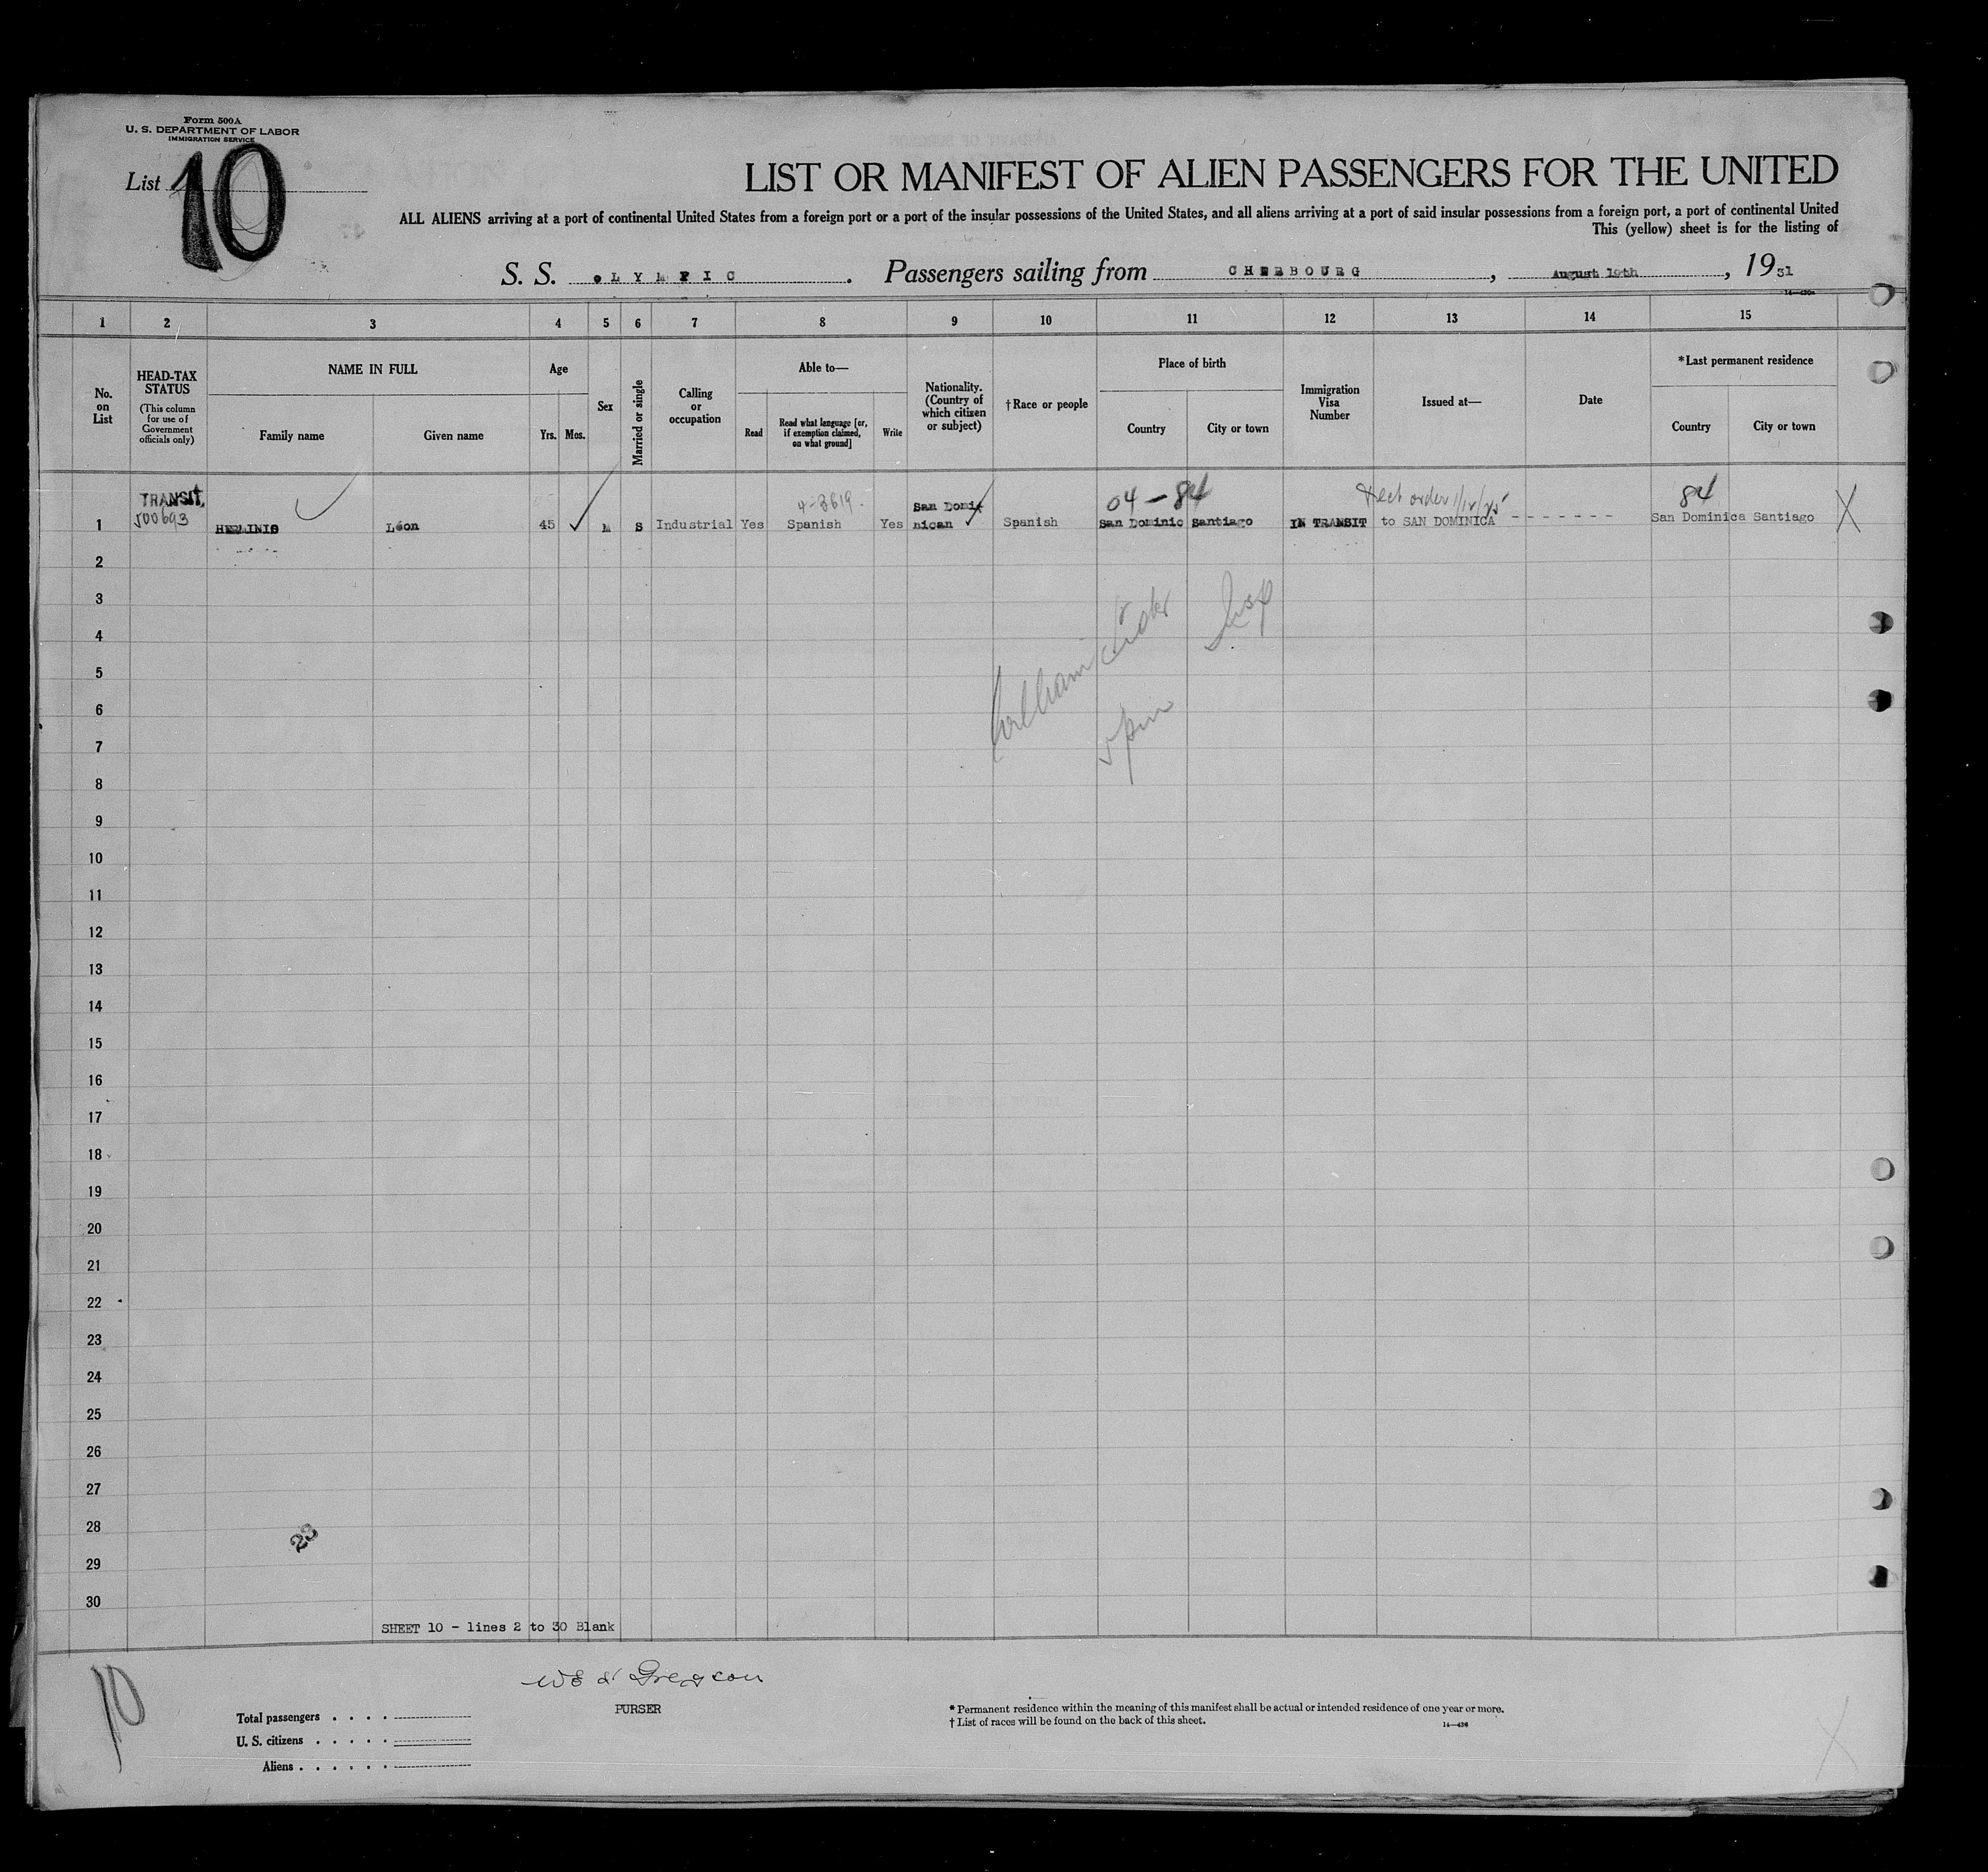 Form 500A
U. S. DEPARTMENT OF LABOR
IMMIGRATION SERVICE
List 10
LIST OR MANIFEST OF ALIEN PASSENGERS FOR THE UNITED
ALL ALIENS arriving at a port of continental United States from a foreign port or a port of the insular possessions of the United States, and all aliens arriving at a port of said insular possessions from a foreign port, a port of continental United
This (yellow) sheet is for the listing of
S. S. OLYMPIC. Passengers sailing from CHERBOURG, August 19th, 1931
1 2 3 4 5 6 7 8 9 10 11 12 13 14 15
No. on List
HEAD-TAX STATUS
(This column for use of Government officials only)
NAME IN FULL
Family name
Given name
Age
Yrs.
Mos.
Sex
Married or single
Calling or occupation
Able to—
Read
Read what language [or, if exemption claimed, on what ground]
Write
Nationality. (Country of which citizen or subject)
†Race or people
Place of birth
Country
City or town
Immigration Visa Number
Issued at—
Date
*Last permanent residence
Country
City or town
TRANSIT. 4-3619. San Domi 04-84 84
500693
1 HERMINIO Léon 45 M S Industrial Yes Spanish Yes nican Spanish San Dominic Santiago IN TRANSIT to SAN DOMINICA - - - - - - - San Dominica Santiago X
2
3
4
5
6
7
8
9
10
11
12
13
14
15
16
17
18
19
20
21
22
23
24
25
26
27
28
29
30
23
SHEET 10 - lines 2 to 30 Blank
10
Gregson
PURSER
Total passengers . . . .
U. S. citizens . . . . .
Aliens . . . . . .
* Permanent residence within the meaning of this manifest shall be actual or intended residence of one year or more.
† List of races will be found on the back of this sheet.
14—436